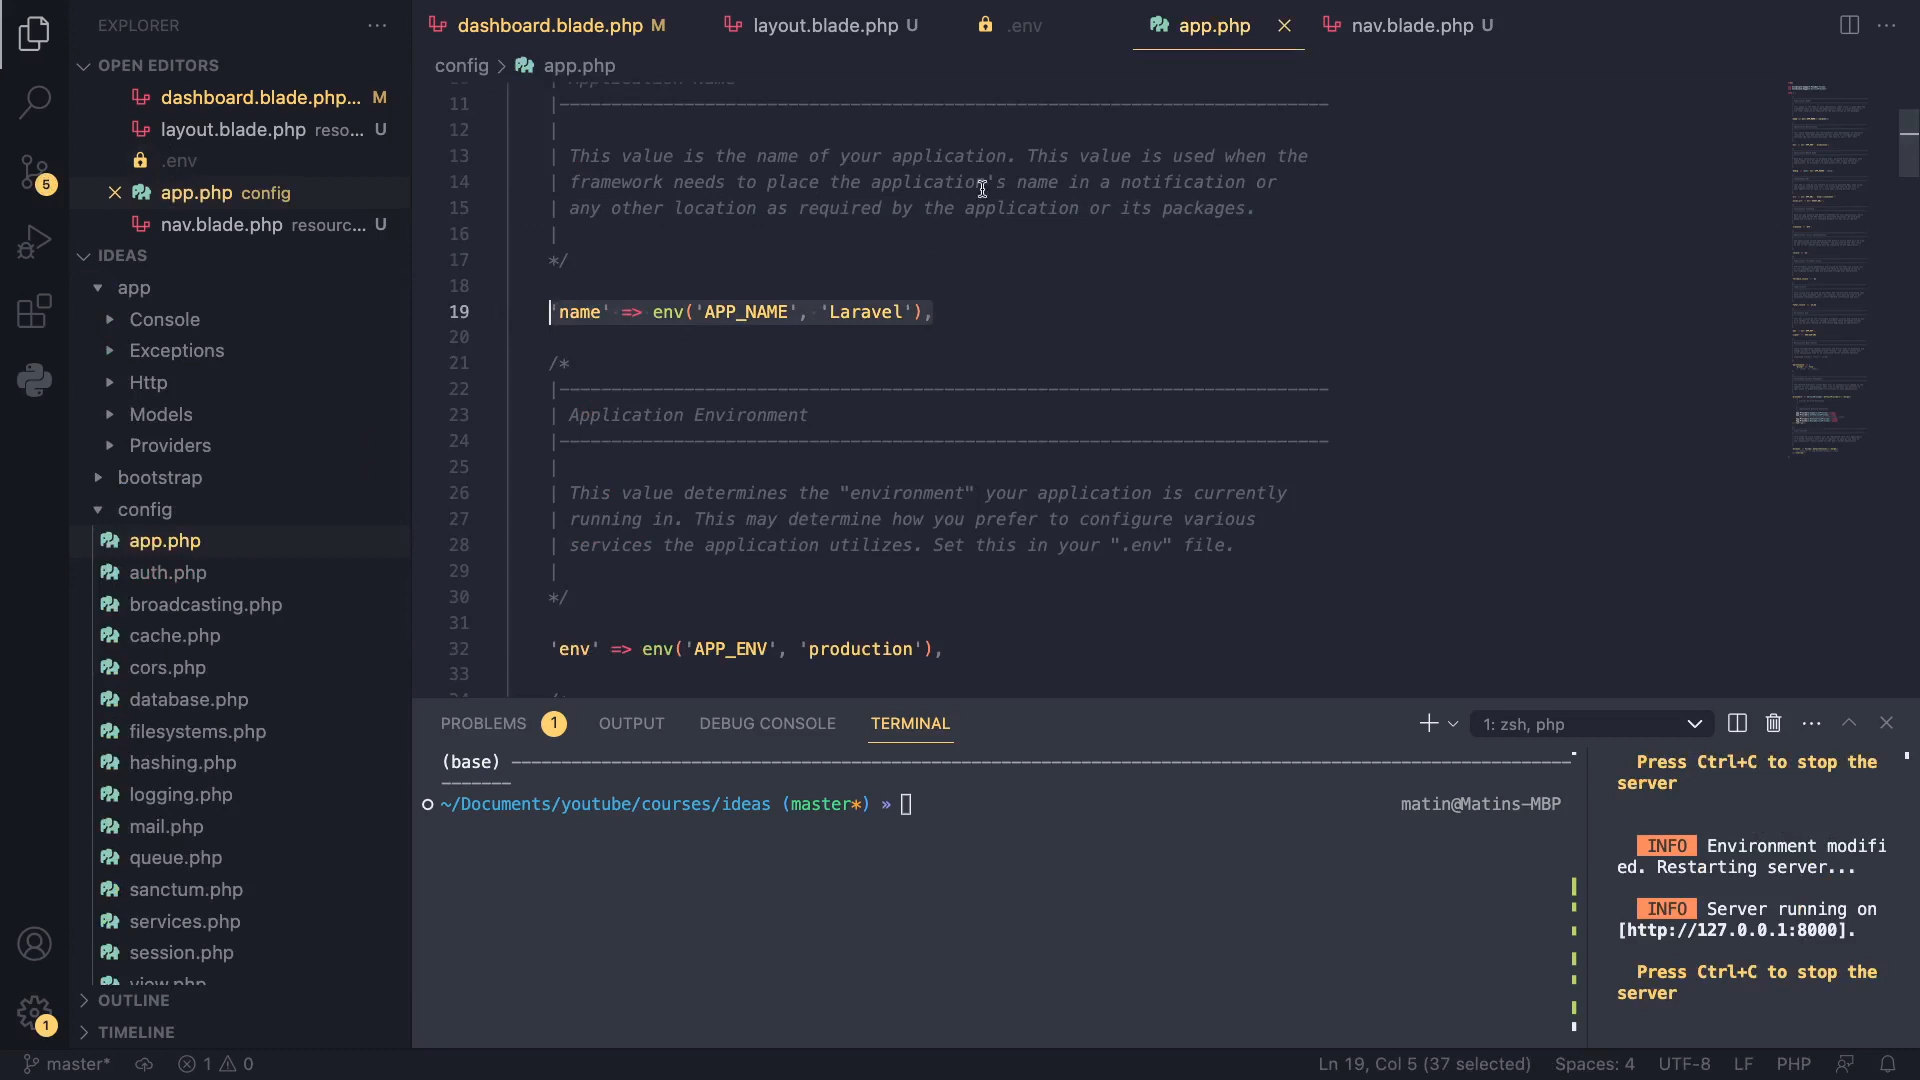 EXPLORER
OPEN EDITORS
dashboard.blade.php... M
layout.blade.php reso... U
.env
app.php config
nav.blade.php resourc... U
IDEAS
app
Console
Exceptions
Http
Models
Providers
bootstrap
config
app.php
auth.php
broadcasting.php
cache.php
cors.php
database.php
filesystems.php
hashing.php
logging.php
mail.php
queue.php
sanctum.php
services.php
session.php
view.php
OUTLINE
TIMELINE
5
1
dashboard.blade.php M
layout.blade.php U
.env
app.php
nav.blade.php U
config > app.php
| Application Name
11 |--------------------------------------------------------------------------
12 |
13 | This value is the name of your application. This value is used when the
14 | framework needs to place the application's name in a notification or
15 | any other location as required by the application or its packages.
16 |
17 */
18
19 'name' => env('APP_NAME', 'Laravel'),
20
21 /*
22 |--------------------------------------------------------------------------
23 | Application Environment
24 |--------------------------------------------------------------------------
25 |
26 | This value determines the "environment" your application is currently
27 | running in. This may determine how you prefer to configure various
28 | services the application utilizes. Set this in your ".env" file.
29 |
30 */
31
32 'env' => env('APP_ENV', 'production'),
33
PROBLEMS 1 OUTPUT DEBUG CONSOLE TERMINAL
1: zsh, php
(base)
~/Documents/youtube/courses/ideas (master*) » matin@Matins-MBP
Press Ctrl+C to stop the
server
INFO Environment modifi
ed. Restarting server...
INFO Server running on
[http://127.0.0.1:8000].
Press Ctrl+C to stop the
server
master* 1 0
Ln 19, Col 5 (37 selected) Spaces: 4 UTF-8 LF PHP